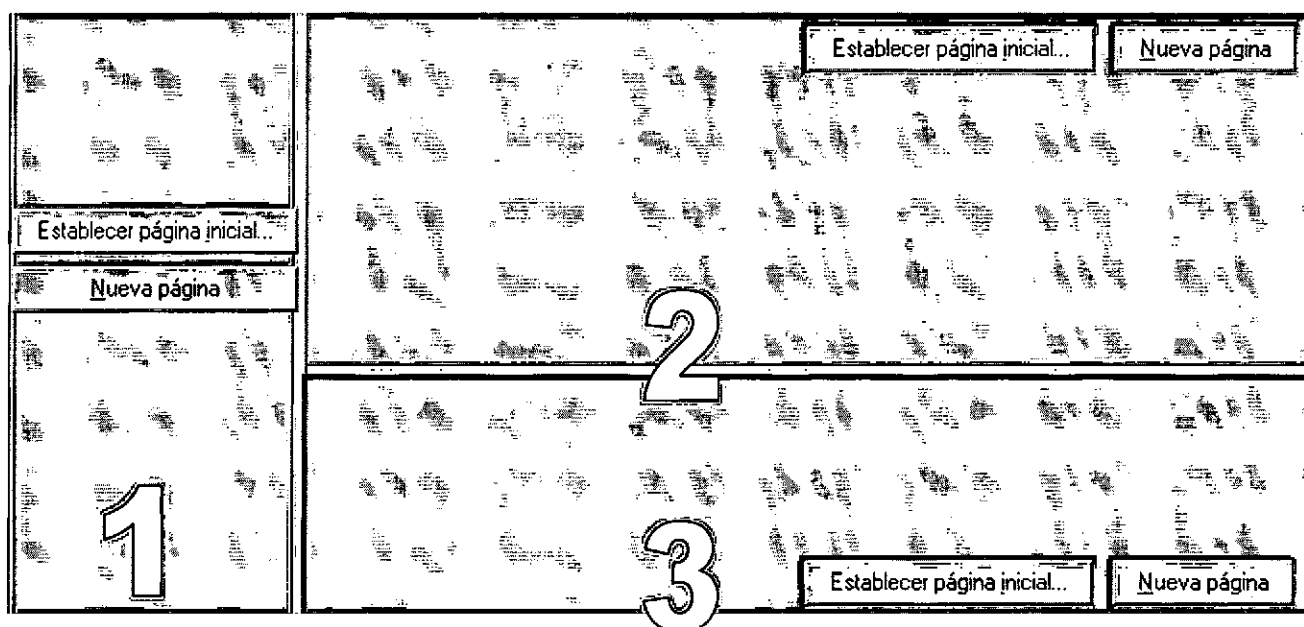 Establecer página inicial...
Nueva página
1
Establecer página inicial... Nueva página
2
3
Establecer página inicial... Nueva página